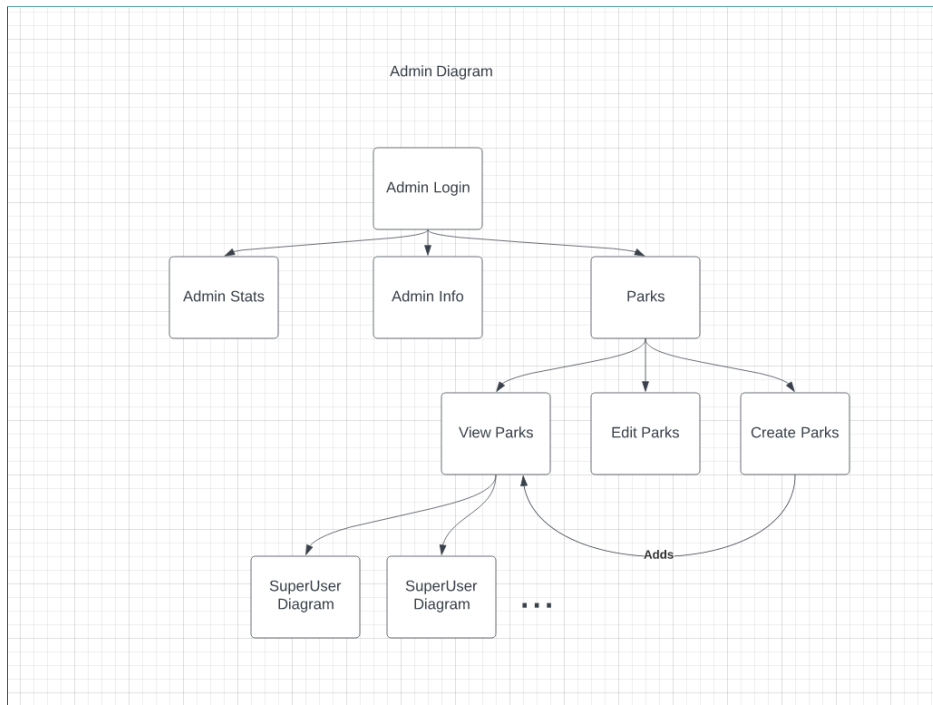 Admin Diagram
Admin Login
Admin Stats
Admin Info
Parks
View Parks
Edit Parks
Create Parks
Adds
SuperUser
Diagram
SuperUser
Diagram
...